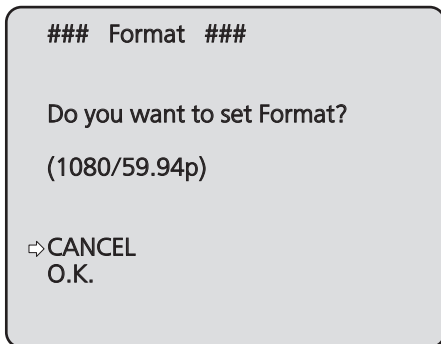 ### Format ###
Do you want to set Format?
(1080/59.94p)
⇨CANCEL
O.K.